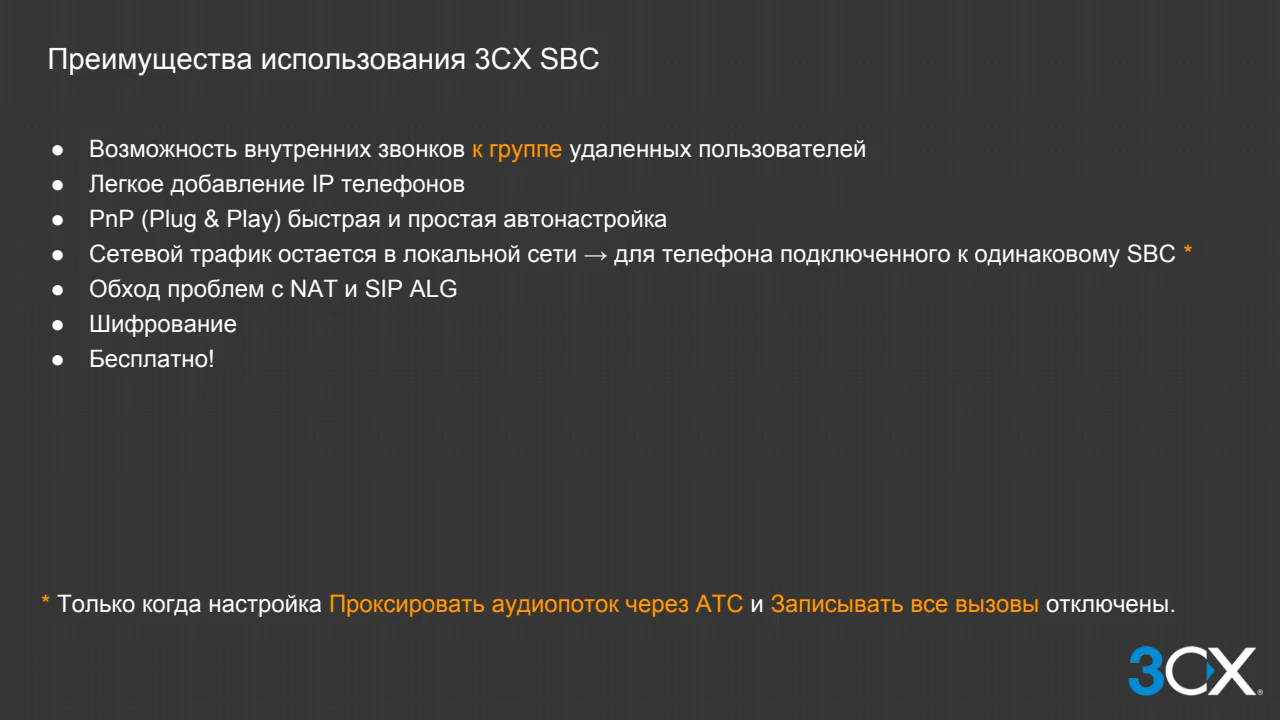 Преимущества использования 3CX SBC
● Возможность внутренних звонков к группе удаленных пользователей
● Легкое добавление IP телефонов
● PnP (Plug & Play) быстрая и простая автонастройка
● Сетевой трафик остается в локальной сети → для телефона подключенного к одинаковому SBC *
● Обход проблем с NAT и SIP ALG
● Шифрование
● Бесплатно!
* Только когда настройка Проксировать аудиопоток через АТС и Записывать все вызовы отключены.
3CX®